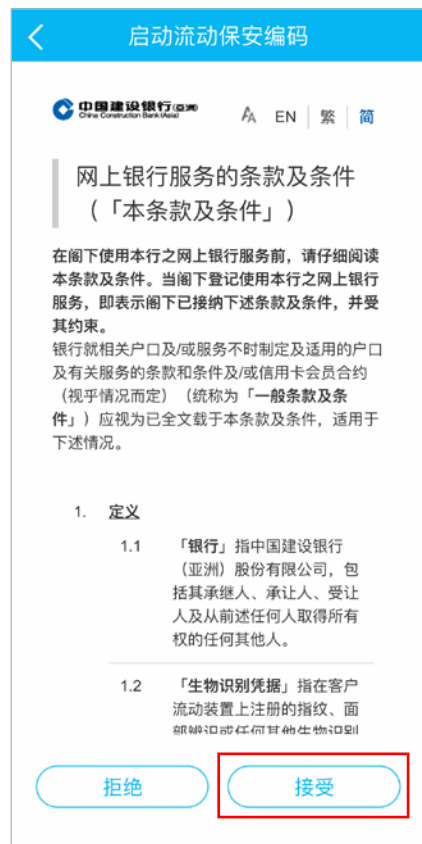 启动流动保安编码
中国建设银行(亚洲)
China Construction Bank (Asia)
AA EN 繁 简
网上银行服务的条款及条件
（「本条款及条件」）
在阁下使用本行之网上银行服务前，请仔细阅读
本条款及条件。当阁下登记使用本行之网上银行
服务，即表示阁下已接纳下述条款及条件，并受
其约束。
银行就相关户口及/或服务不时制定及适用的户口
及有关服务的条款和条件及/或信用卡会员合约
（视乎情况而定）（统称为「一般条款及条
件」）应视为已全文载于本条款及条件，适用于
下述情况。
1. 定义
1.1 「银行」指中国建设银行
（亚洲）股份有限公司，包
括其承继人、承让人、受让
人及从前述任何人取得所有
权的任何其他人。
1.2 「生物识别凭据」指在客户
流动装置上注册的指纹、面
部辨识或任何其他生物识别
拒绝 接受